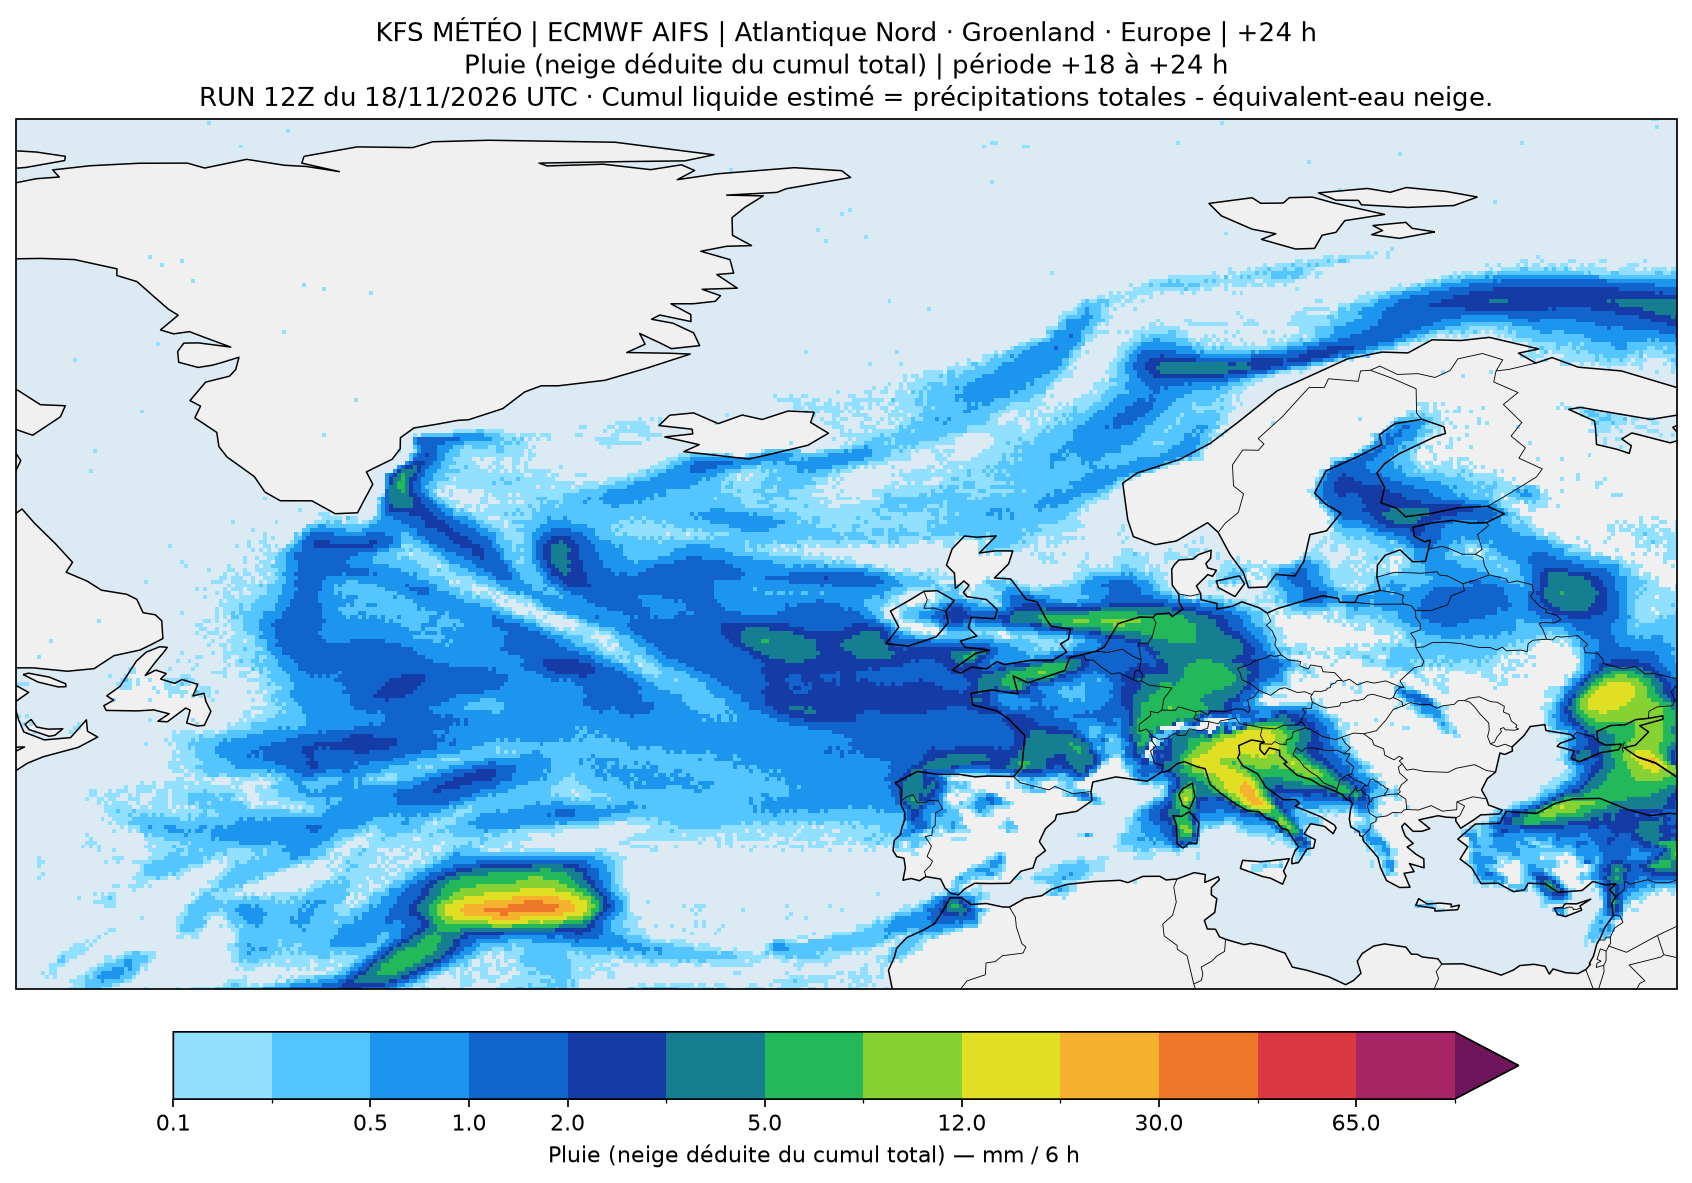 KFS MÉTÉO | ECMWF AIFS | Atlantique Nord · Groenland · Europe | +24 h
Pluie (neige déduite du cumul total) | période +18 à +24 h
RUN 12Z du 18/11/2026 UTC · Cumul liquide estimé = précipitations totales - équivalent-eau neige.
0.1 0.5 1.0 2.0 5.0 12.0 30.0 65.0
Pluie (neige déduite du cumul total) — mm / 6 h